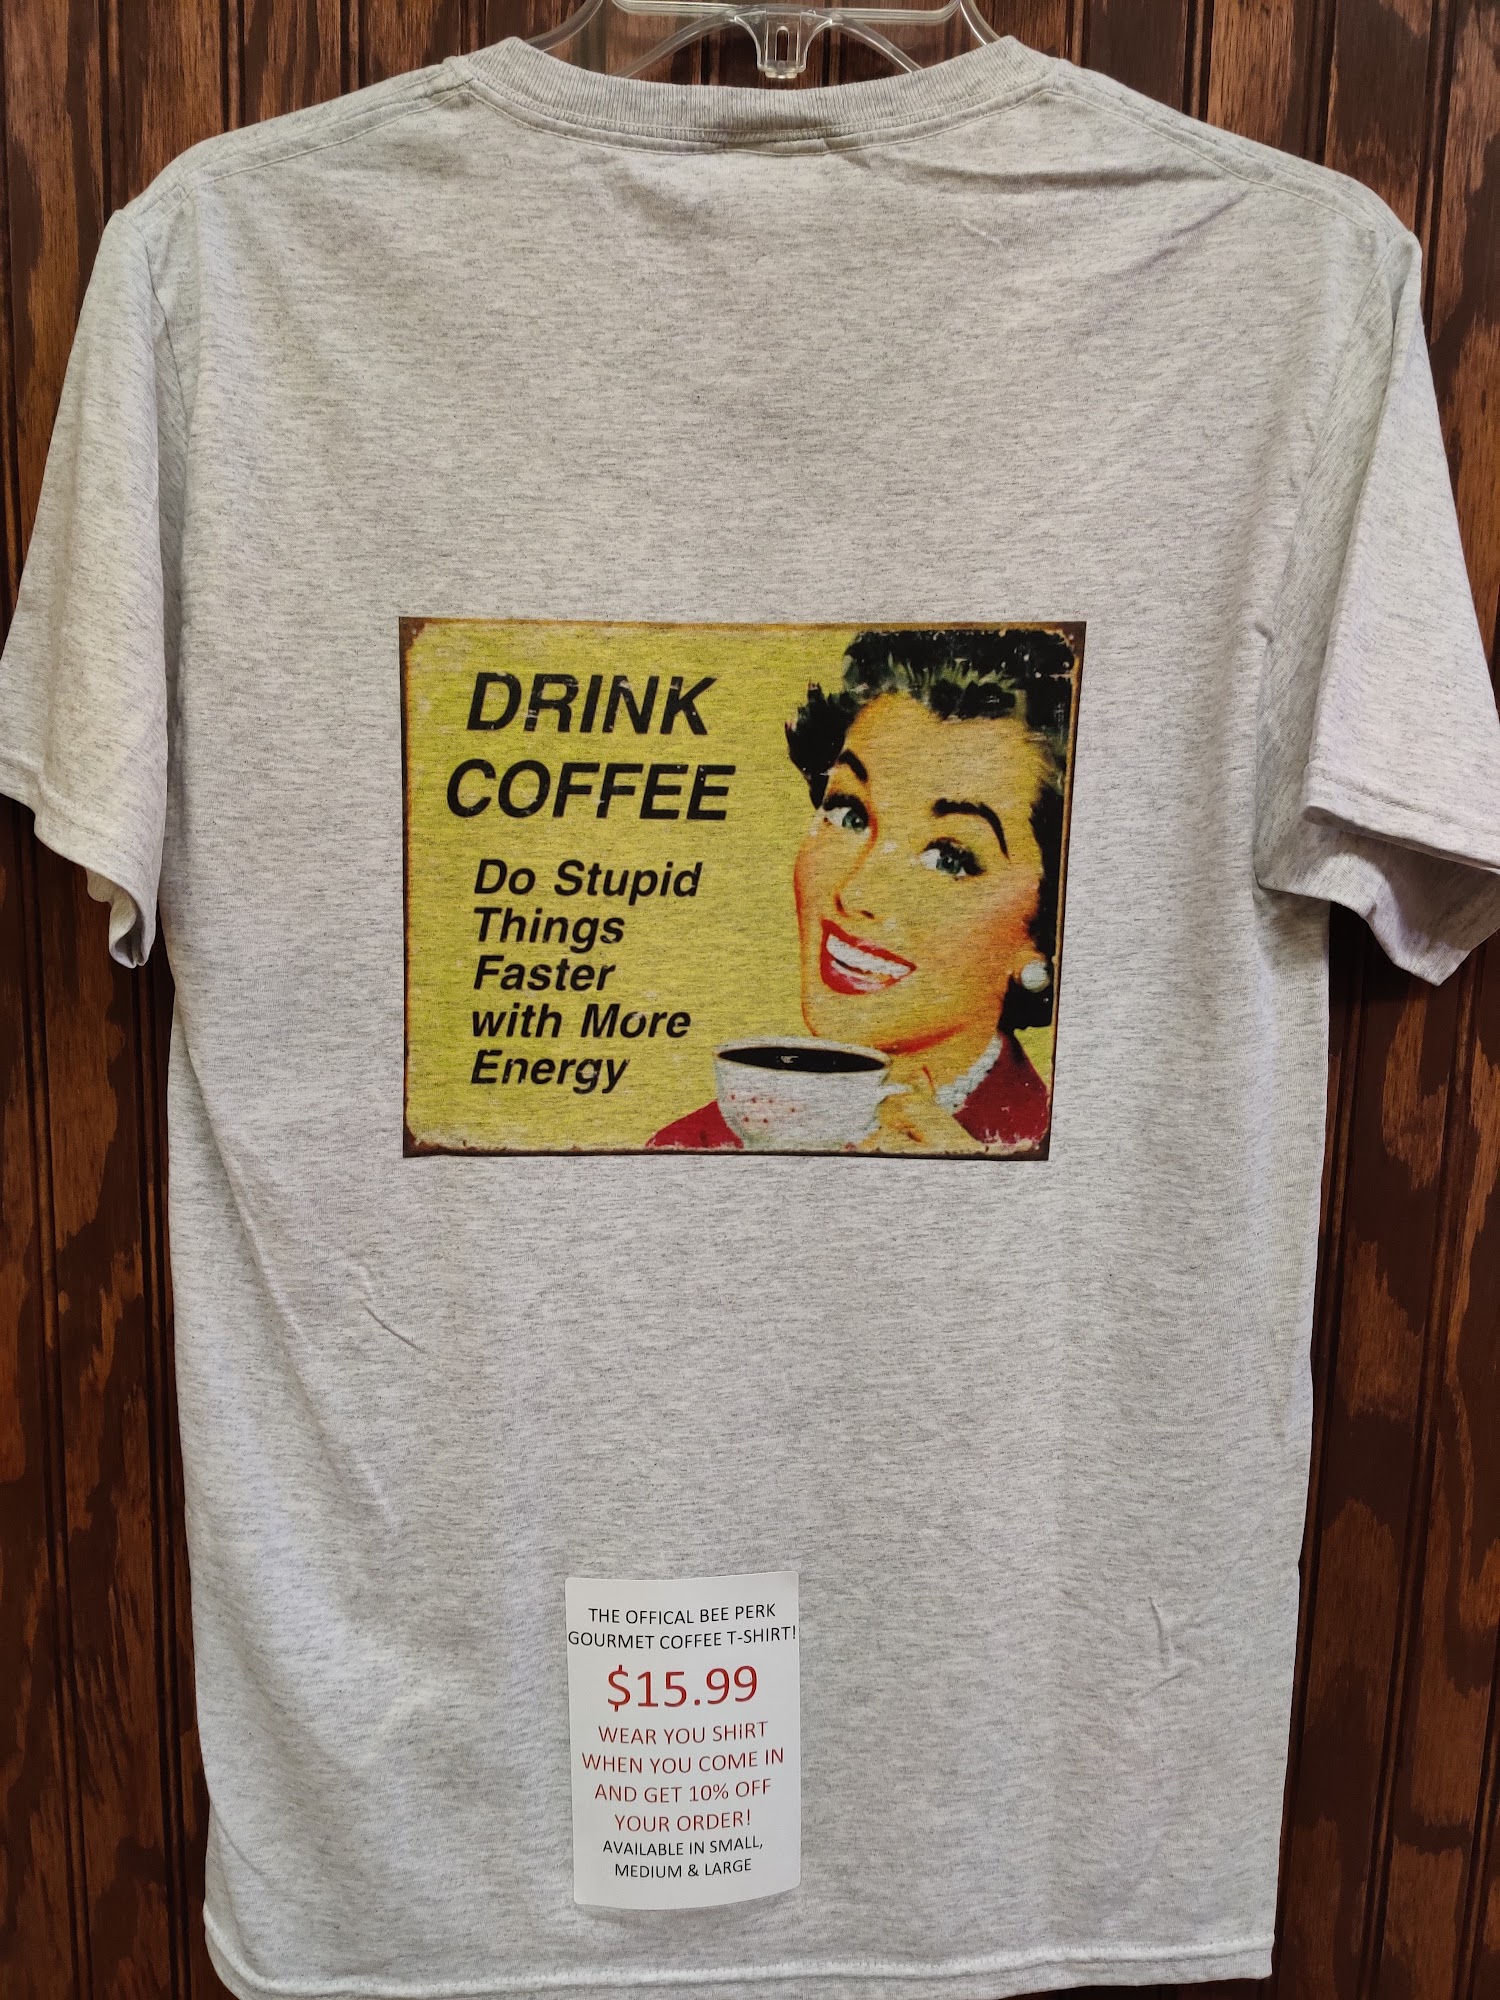 DRINK
COFFEE
Do Stupid
Things
Faster
with More
Energy
THE OFFICAL BEE PERK
GOURMET COFFEE T-SHIRT!
$15.99
WEAR YOU SHIRT
WHEN YOU COME IN
AND GET 10% OFF
YOUR ORDER!
AVAILABLE IN SMALL,
MEDIUM & LARGE